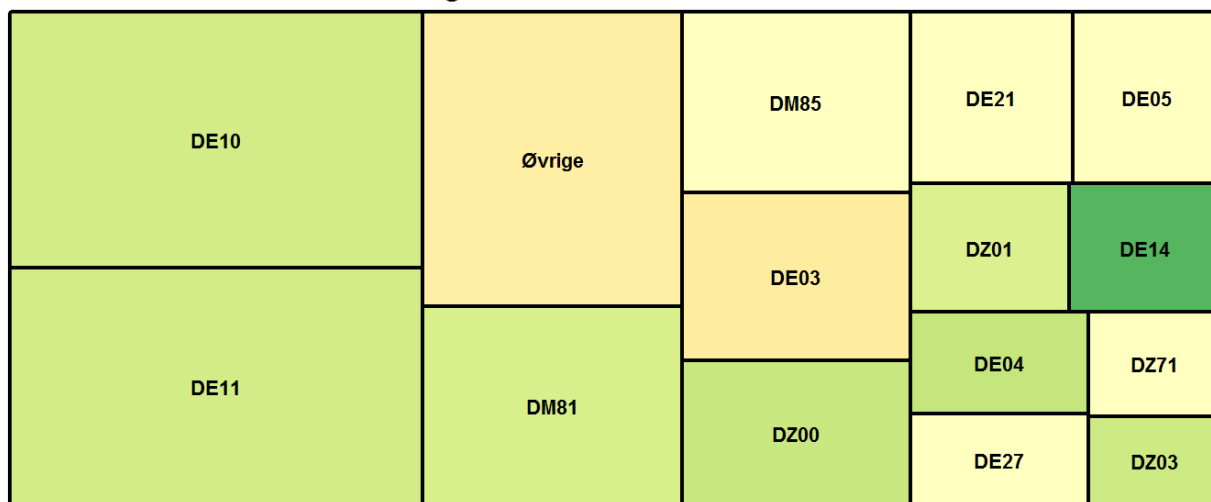 DE10
DE11
Øvrige
DM81
DM85
DE03
DZ00
DE21
DE05
DZ01
DE14
DE04
DZ71
DE27
DZ03